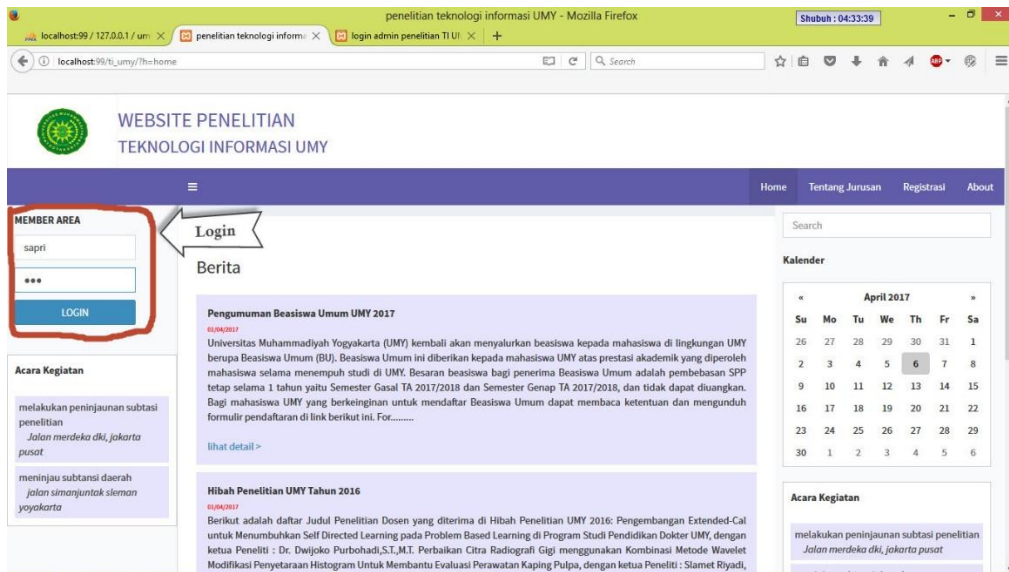 penelitian teknologi informasi UMY - Mozilla Firefox
Shubuh : 04:33:39
localhost:99 / 127.0.0.1 / um
penelitian teknologi inform
login admin penelitian TI UI
localhost:99/ti_umy/?h=home
Search
WEBSITE PENELITIAN
TEKNOLOGI INFORMASI UMY
Home Tentang Jurusan Registrasi About
MEMBER AREA
sapri
LOGIN
Login
Acara Kegiatan
melakukan peninjaunan subtasi
penelitian
Jalan merdeka dki, jakarta
pusat
meninjau subtansi daerah
jalan simanjuntak sleman
yoyakarta
Berita
Pengumuman Beasiswa Umum UMY 2017
01/04/2017
Universitas Muhammadiyah Yogyakarta (UMY) kembali akan menyalurkan beasiswa kepada mahasiswa di lingkungan UMY
berupa Beasiswa Umum (BU). Beasiswa Umum ini diberikan kepada mahasiswa UMY atas prestasi akademik yang diperoleh
mahasiswa selama menempuh studi di UMY. Besaran beasiswa bagi penerima Beasiswa Umum adalah pembebasan SPP
tetap selama 1 tahun yaitu Semester Gasal TA 2017/2018 dan Semester Genap TA 2017/2018, dan tidak dapat diuangkan.
Bagi mahasiswa UMY yang berkeinginan untuk mendaftar Beasiswa Umum dapat membaca ketentuan dan mengunduh
formulir pendaftaran di link berikut ini. For.........
lihat detail >
Hibah Penelitian UMY Tahun 2016
01/04/2017
Berikut adalah daftar Judul Penelitian Dosen yang diterima di Hibah Penelitian UMY 2016: Pengembangan Extended-Cal
untuk Menumbuhkan Self Directed Learning pada Problem Based Learning di Program Studi Pendidikan Dokter UMY, dengan
ketua Peneliti : Dr. Dwijoko Purbohadi,S.T.,M.T. Perbaikan Citra Radiografi Gigi menggunakan Kombinasi Metode Wavelet
Modifikasi Penyetaraan Histogram Untuk Membantu Evaluasi Perawatan Kaping Pulpa, dengan ketua Peneliti : Slamet Riyadi,
Search
Kalender
« April 2017 »
Su Mo Tu We Th Fr Sa
26 27 28 29 30 31 1
2 3 4 5 6 7 8
9 10 11 12 13 14 15
16 17 18 19 20 21 22
23 24 25 26 27 28 29
30 1 2 3 4 5 6
Acara Kegiatan
melakukan peninjaunan subtasi penelitian
Jalan merdeka dki, jakarta pusat